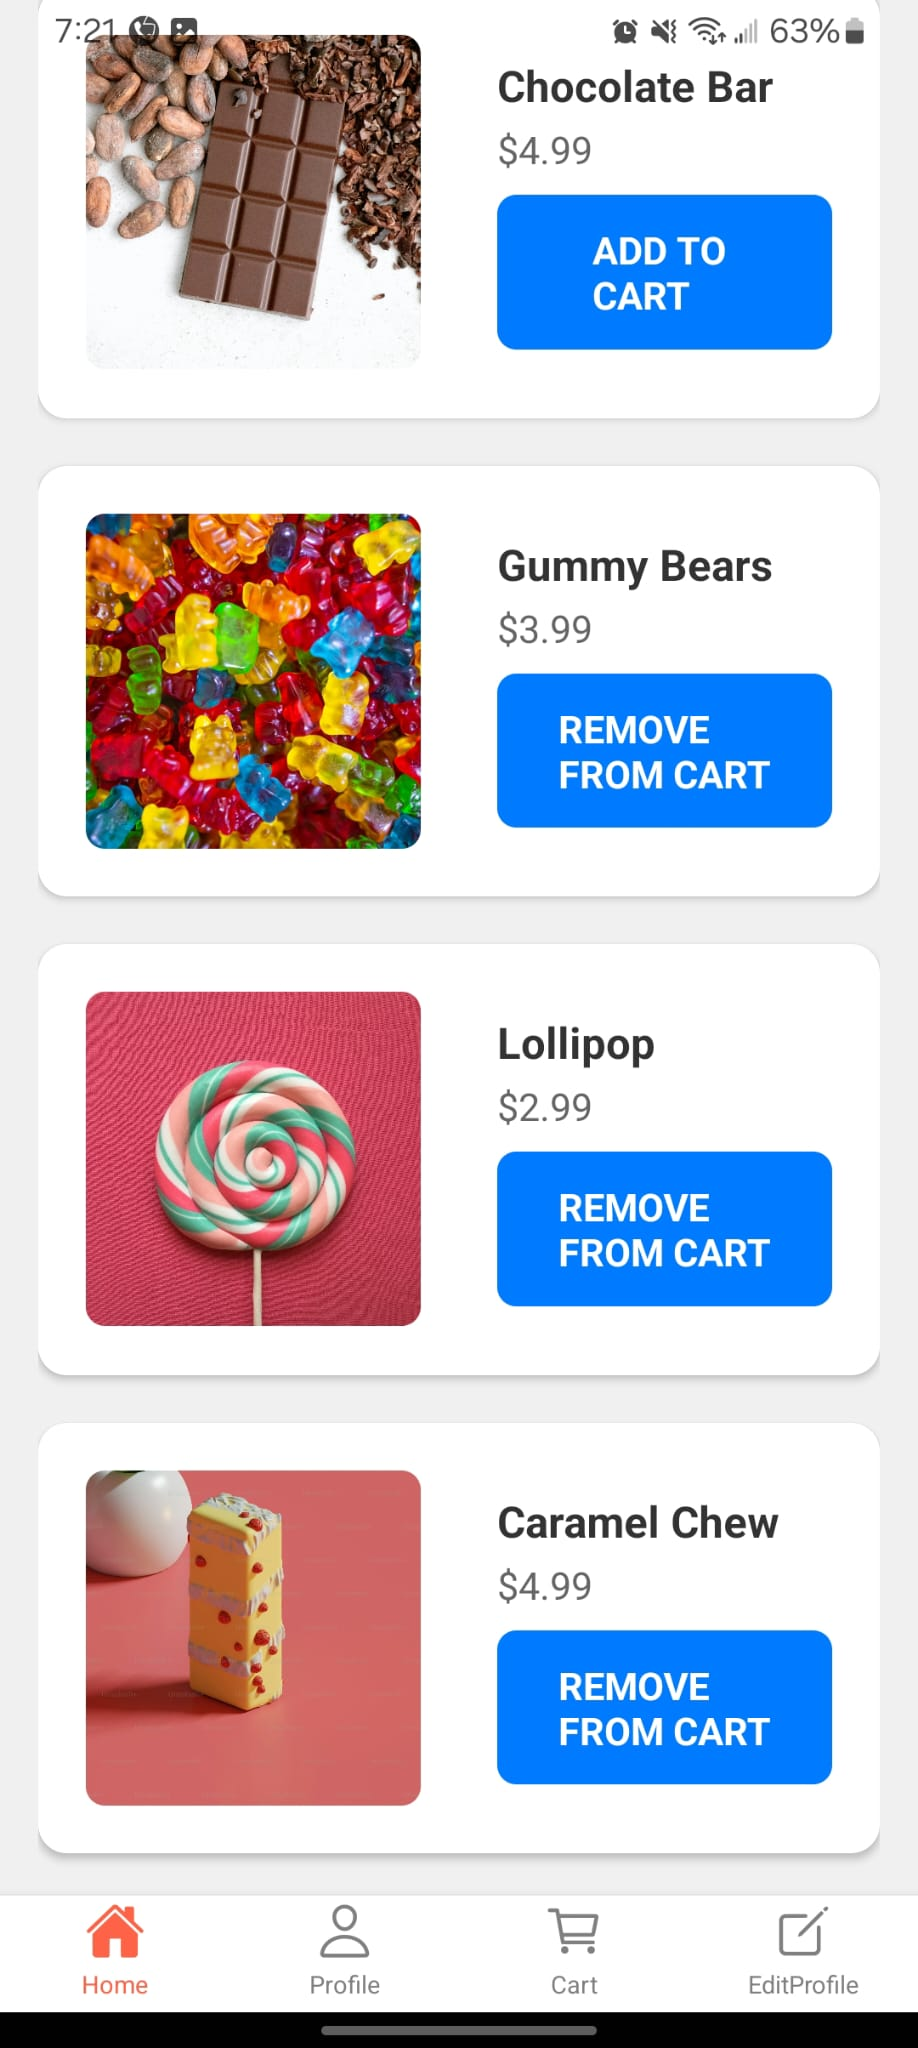 7:21 63%
Chocolate Bar
$4.99
ADD TO
CART
Gummy Bears
$3.99
REMOVE
FROM CART
Lollipop
$2.99
REMOVE
FROM CART
Caramel Chew
$4.99
REMOVE
FROM CART
Home Profile Cart EditProfile